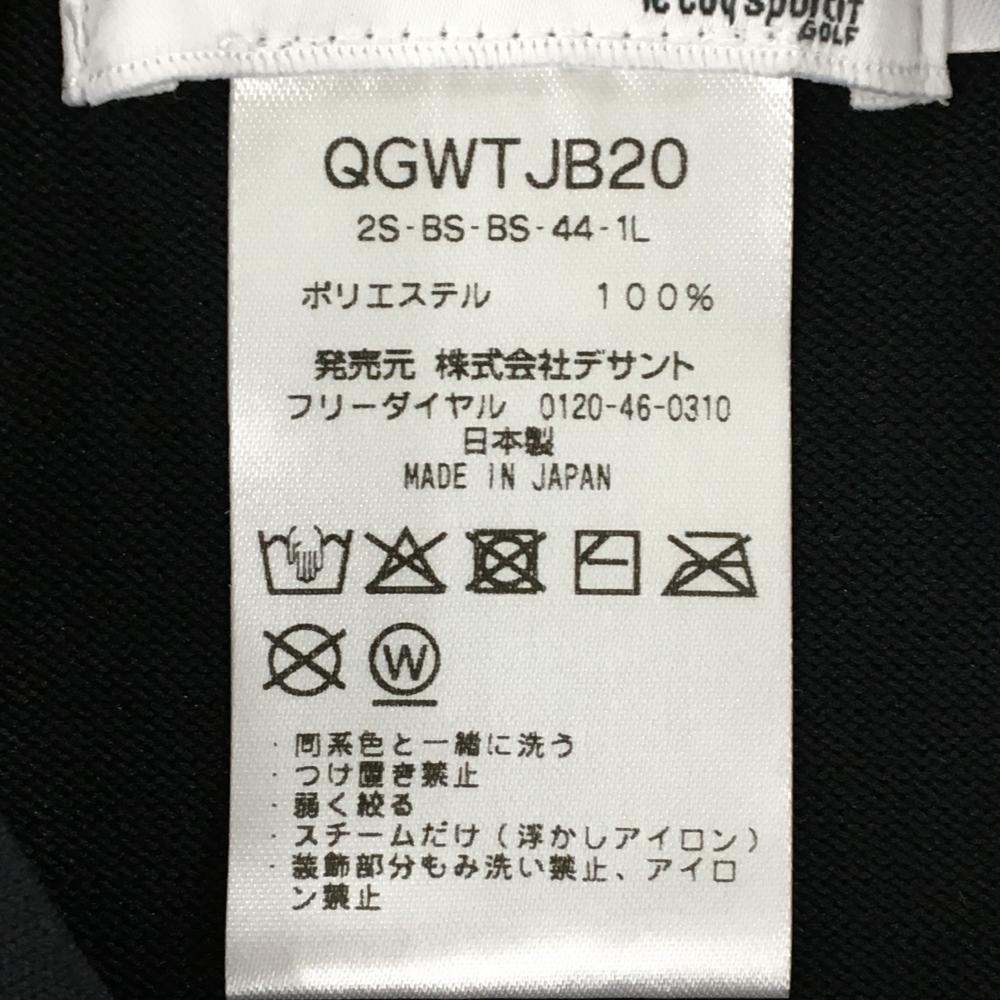 le coq sportif
GOLF
QGWTJB20
2S-BS-BS-44-1L
ポリエステル 100%
発売元 株式会社デサント
フリーダイヤル 0120-46-0310
日本製
MADE IN JAPAN
W
・同系色と一緒に洗う
・つけ置き禁止
・弱く絞る
・スチームだけ(浮かしアイロン)
・装飾部分もみ洗い禁止、アイロ
ン禁止